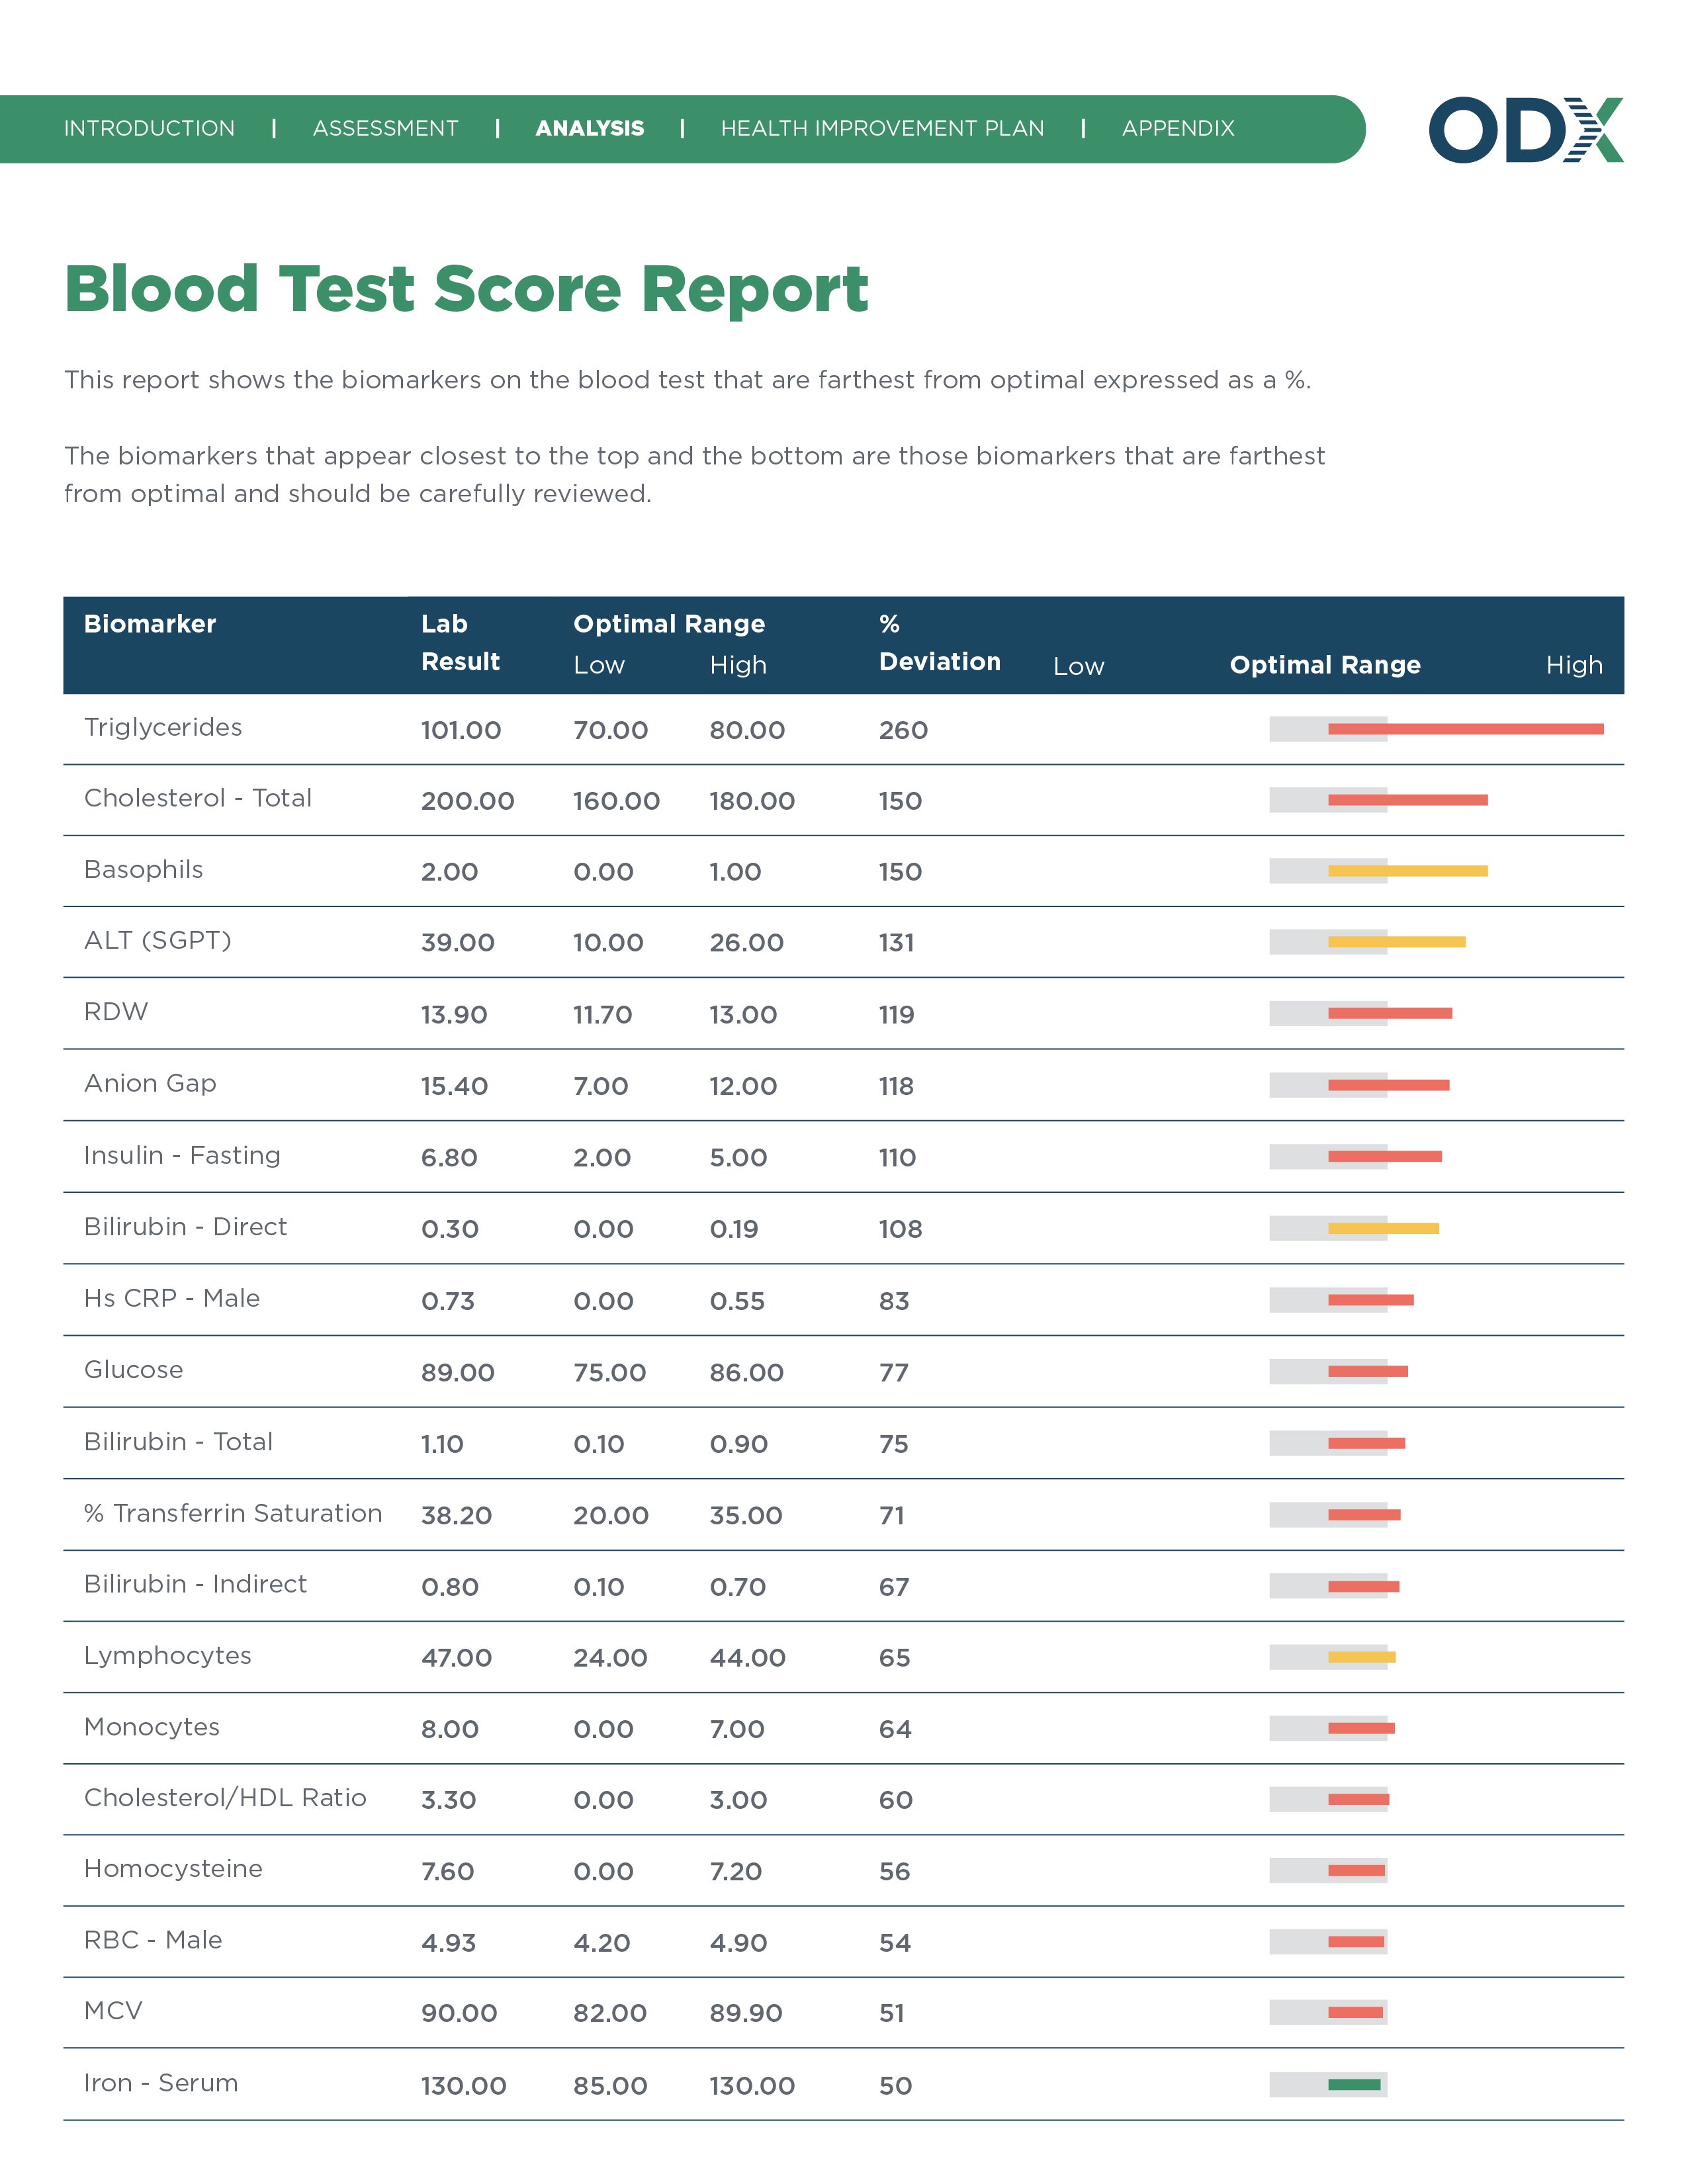 INTRODUCTION | ASSESSMENT | ANALYSIS | HEALTH IMPROVEMENT PLAN | APPENDIX
ODX
Blood Test Score Report
This report shows the biomarkers on the blood test that are farthest from optimal expressed as a %.
The biomarkers that appear closest to the top and the bottom are those biomarkers that are farthest
from optimal and should be carefully reviewed.
Biomarker Lab Optimal Range %
Result Low High Deviation Low Optimal Range High
Triglycerides 101.00 70.00 80.00 260
Cholesterol - Total 200.00 160.00 180.00 150
Basophils 2.00 0.00 1.00 150
ALT (SGPT) 39.00 10.00 26.00 131
RDW 13.90 11.70 13.00 119
Anion Gap 15.40 7.00 12.00 118
Insulin - Fasting 6.80 2.00 5.00 110
Bilirubin - Direct 0.30 0.00 0.19 108
Hs CRP - Male 0.73 0.00 0.55 83
Glucose 89.00 75.00 86.00 77
Bilirubin - Total 1.10 0.10 0.90 75
% Transferrin Saturation 38.20 20.00 35.00 71
Bilirubin - Indirect 0.80 0.10 0.70 67
Lymphocytes 47.00 24.00 44.00 65
Monocytes 8.00 0.00 7.00 64
Cholesterol/HDL Ratio 3.30 0.00 3.00 60
Homocysteine 7.60 0.00 7.20 56
RBC - Male 4.93 4.20 4.90 54
MCV 90.00 82.00 89.90 51
Iron - Serum 130.00 85.00 130.00 50